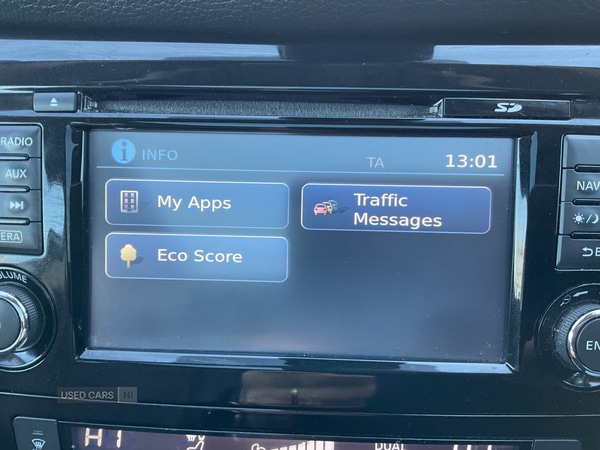 SD
RADIO
AUX
ERA
VOLUME
INFO
TA
13:01
My Apps
Traffic
Messages
Eco Score
NAV
USED CARS NI
H1
DUAL